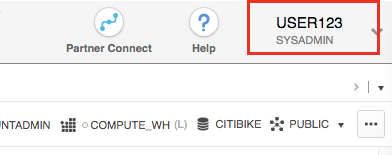 USER123
SYSADMIN
Partner Connect
Help
NTADMIN
COMPUTE_WH (L)
CITIBIKE
PUBLIC